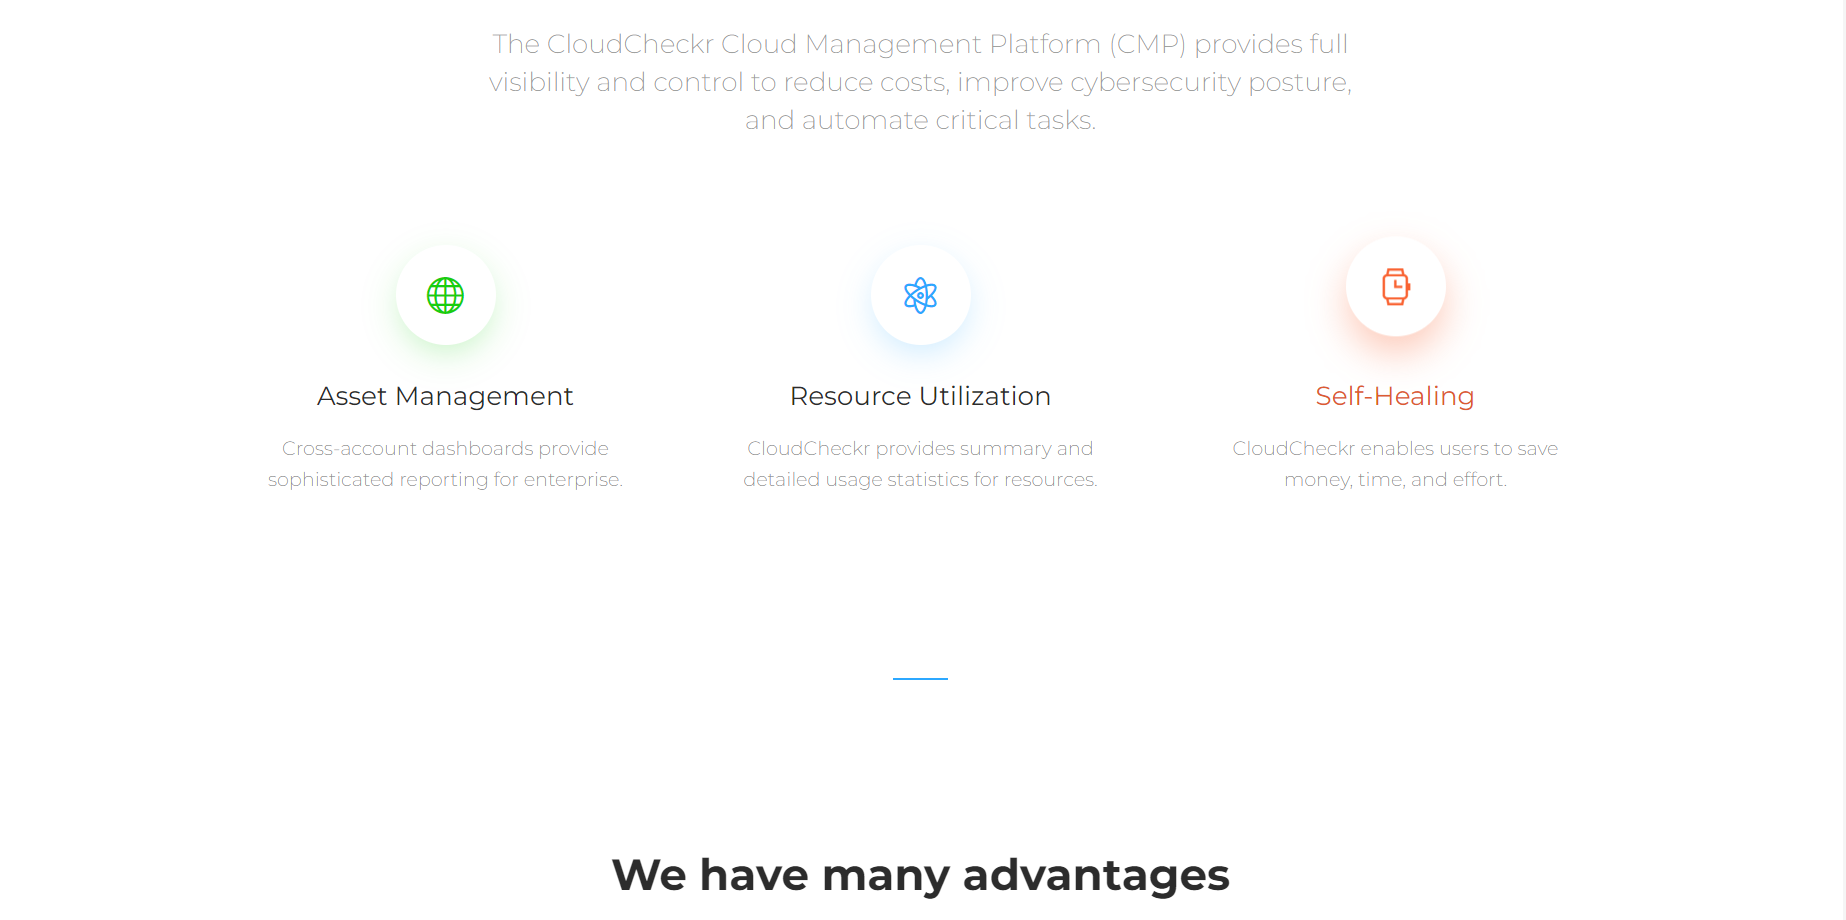 The CloudCheckr Cloud Management Platform (CMP) provides full
visibility and control to reduce costs, improve cybersecurity posture,
and automate critical tasks.
Asset Management
Cross-account dashboards provide
sophisticated reporting for enterprise.
Resource Utilization
CloudCheckr provides summary and
detailed usage statistics for resources.
Self-Healing
CloudCheckr enables users to save
money, time, and effort.
We have many advantages